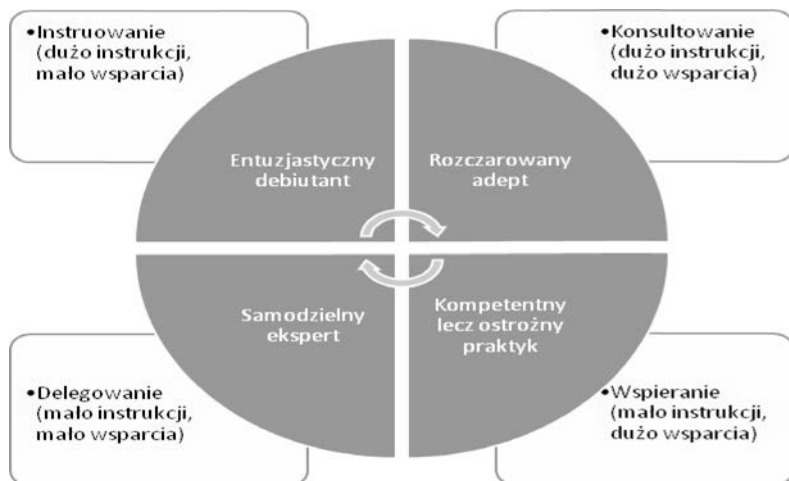 •Instruowanie
(dużo instrukcji,
mało wsparcia)
•Konsultowanie
(dużo instrukcji,
dużo wsparcia)
Entuzjastyczny
debiutant
Rozczarowany
adept
Samodzielny
ekspert
Kompetentny
lecz ostrożny
praktyk
•Delegowanie
(mało instrukcji,
mało wsparcia)
•Wspieranie
(mało instrukcji,
dużo wsparcia)